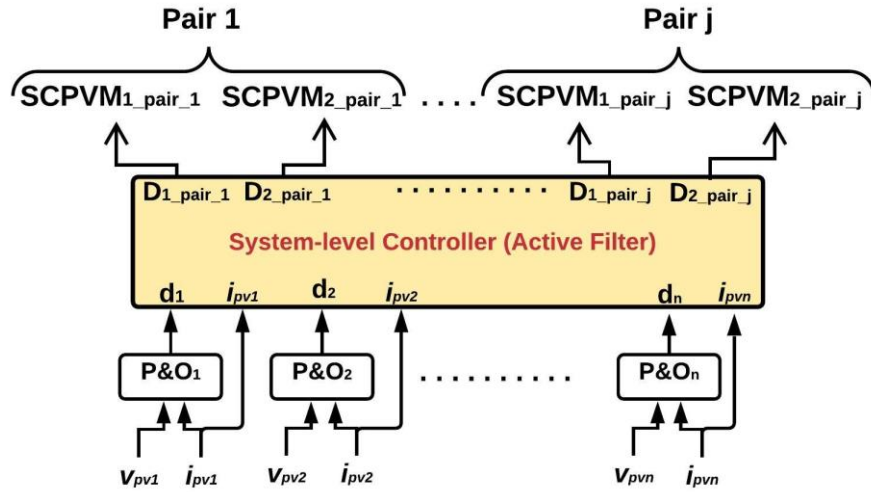 Pair 1 Pair j
SCPVM1_pair_1 SCPVM2_pair_1 .... SCPVM1_pair_j SCPVM2_pair_j
D1_pair_1 D2_pair_1 .......... D1_pair_j D2_pair_j
System-level Controller (Active Filter)
d1 ipv1 d2 ipv2 dn ipvn
P&O1 P&O2 .......... P&On
vpv1 ipv1 vpv2 ipv2 vpvn ipvn